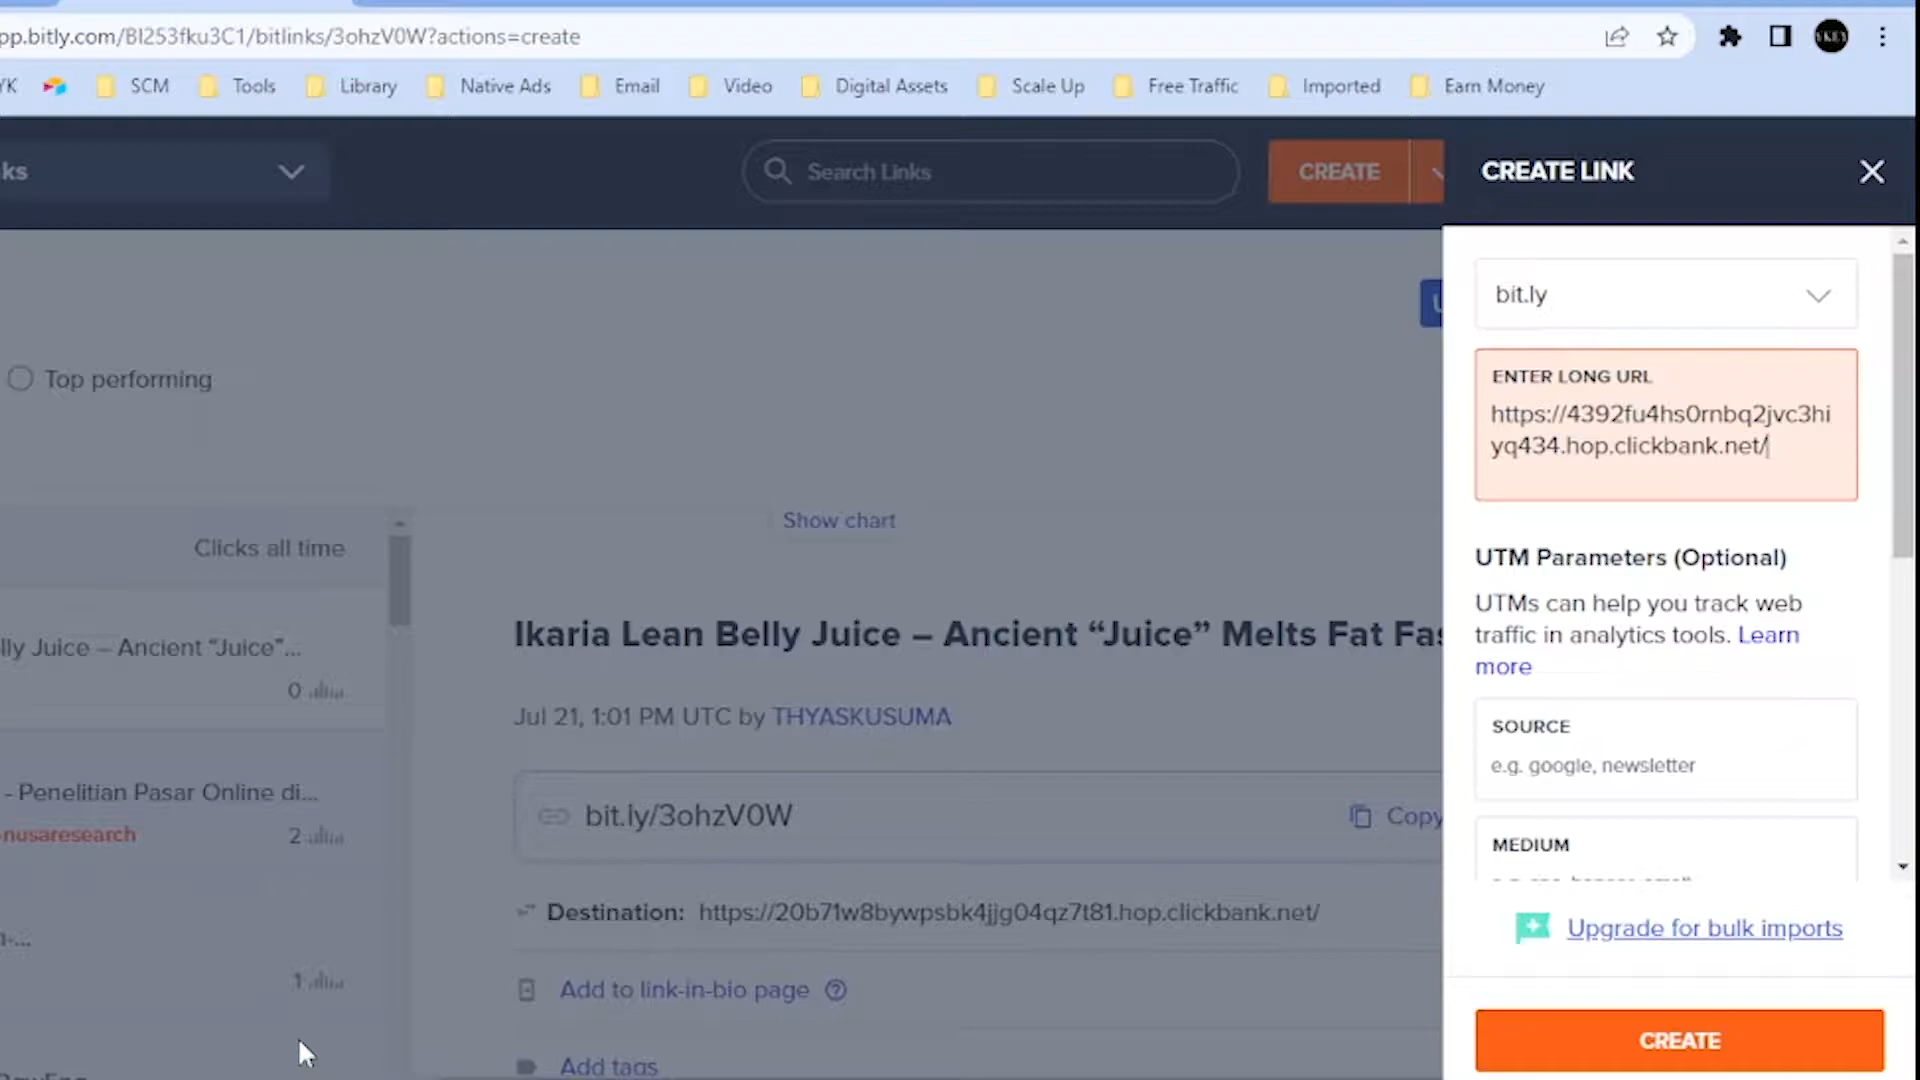 pp.bitly.com/Bl253fku3C1/bitlinks/3ohzV0W?actions=create
YK SCM Tools Library Native Ads Email Video Digital Assets Scale Up Free Traffic Imported Earn Money
ks
Search Links
CREATE
CREATE LINK
bit.ly
ENTER LONG URL
https://4392fu4hs0rnbq2jvc3hi
yq434.hop.clickbank.net/
Top performing
Show chart
Clicks all time
UTM Parameters (Optional)
UTMs can help you track web
traffic in analytics tools. Learn
more
lly Juice – Ancient “Juice”...
0
Ikaria Lean Belly Juice – Ancient “Juice” Melts Fat Fas
Jul 21, 1:01 PM UTC by THYASKUSUMA
SOURCE
e.g. google, newsletter
- Penelitian Pasar Online di...
nusaresearch
2
bit.ly/3ohzV0W
Copy
MEDIUM
Destination: https://20b71w8bywpsbk4jjg04qz7t81.hop.clickbank.net/
Upgrade for bulk imports
1
Add to link-in-bio page
Add tags
CREATE